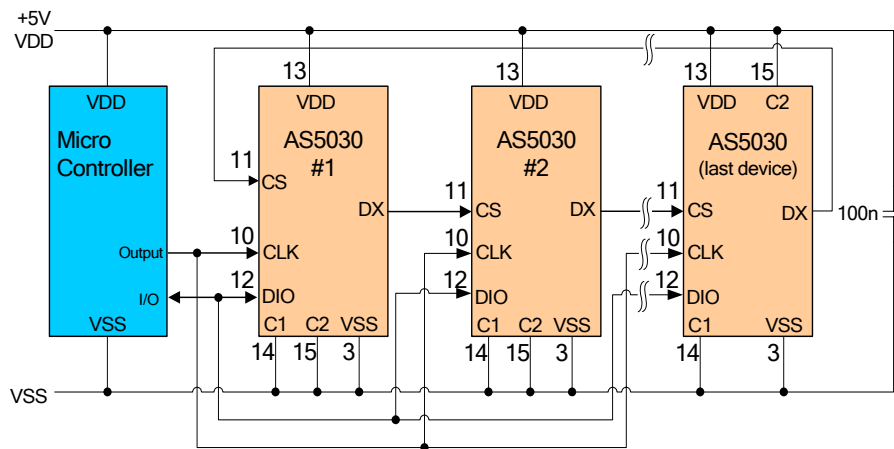 +5V
VDD
13
13
13
15
VDD
Micro
Controller
Output
I/O
VSS
VDD
AS5030
#1
11
CS
DX
10
CLK
12
DIO
C1
C2
VSS
14
15
3
VDD
AS5030
#2
11
CS
DX
10
CLK
12
DIO
C1
C2
VSS
14
15
3
VDD
C2
AS5030
(last device)
11
CS
DX
10
CLK
12
DIO
C1
VSS
14
3
100n
VSS